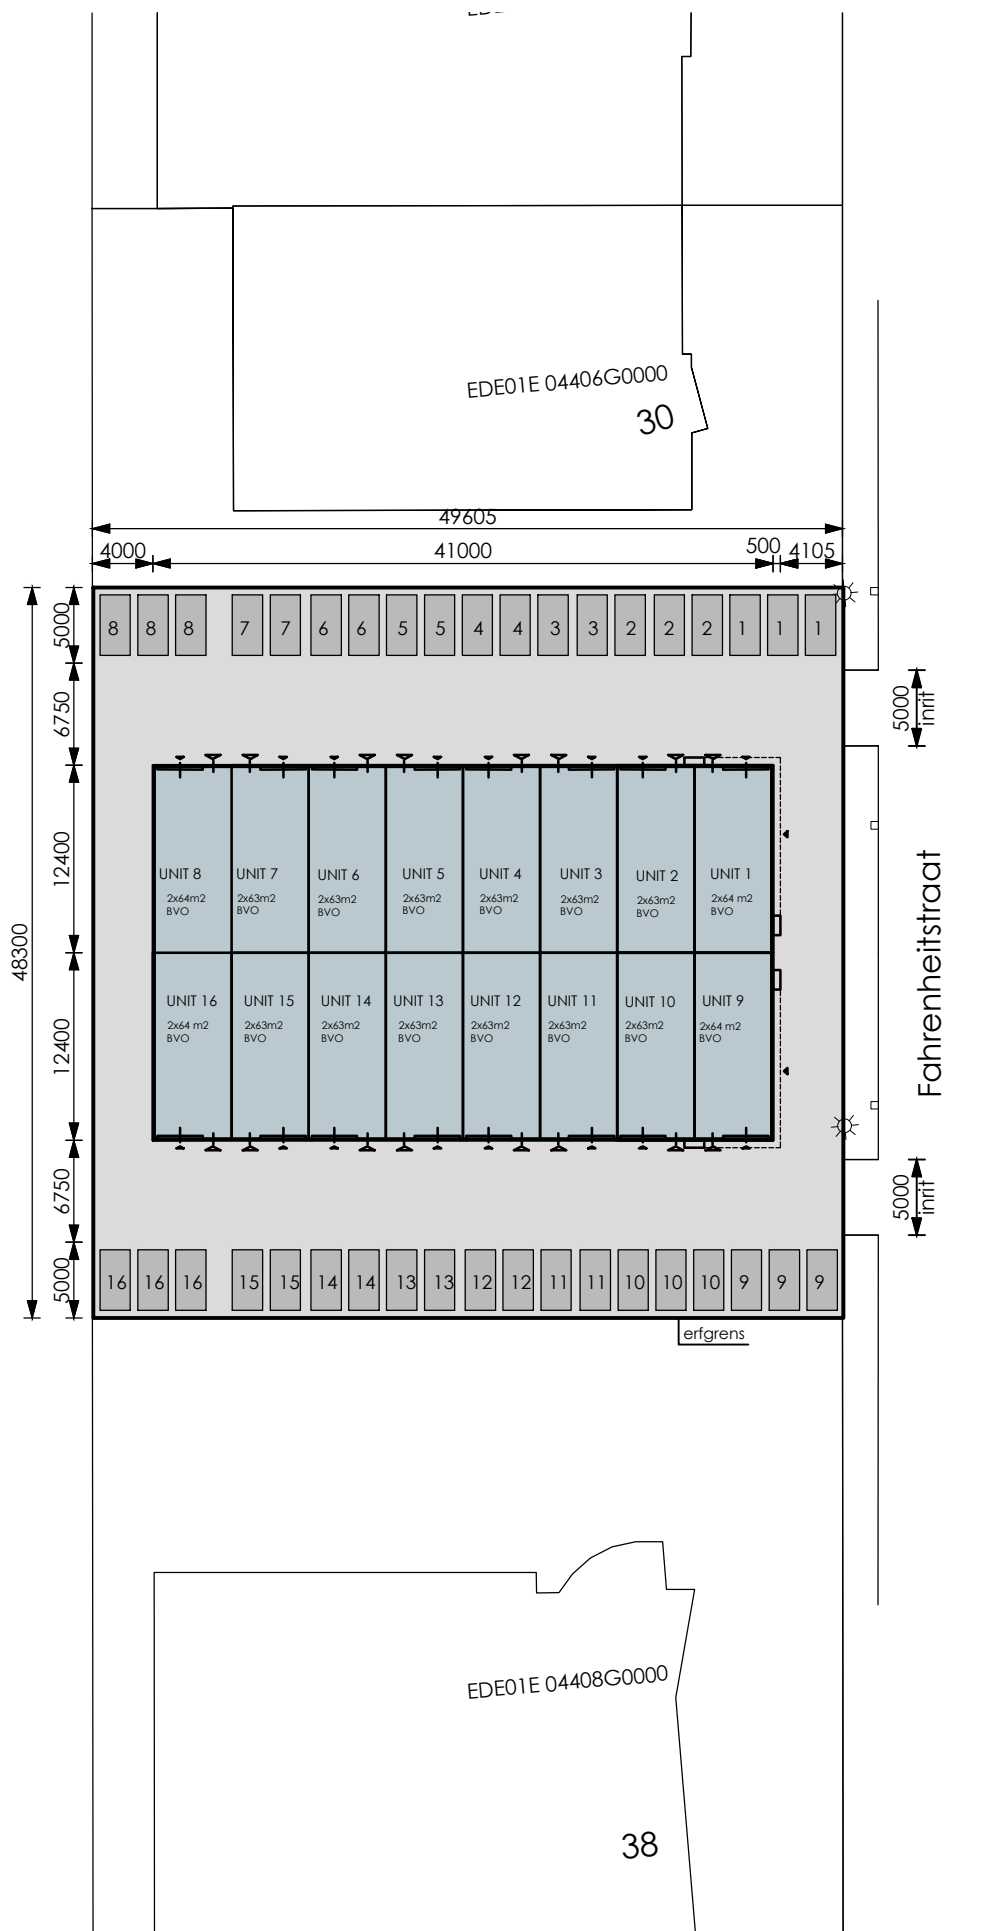 EDE01E 04406G0000
30
49605
4000
41000
500
4105
5000
8 8 8 7 7 6 6 5 5 4 4 3 3 2 2 2 1 1 1
6750
5000
inrit
12400
UNIT 8
2x64m2
BVO
UNIT 7
2x63m2
BVO
UNIT 6
2x63m2
BVO
UNIT 5
2x63m2
BVO
UNIT 4
2x63m2
BVO
UNIT 3
2x63m2
BVO
UNIT 2
2x63m2
BVO
UNIT 1
2x64 m2
BVO
48300
Fahrenheitstraat
12400
UNIT 16
2x64 m2
BVO
UNIT 15
2x63m2
BVO
UNIT 14
2x63m2
BVO
UNIT 13
2x63m2
BVO
UNIT 12
2x63m2
BVO
UNIT 11
2x63m2
BVO
UNIT 10
2x63m2
BVO
UNIT 9
2x64 m2
BVO
6750
5000
inrit
5000
16 16 16 15 15 14 14 13 13 12 12 11 11 10 10 10 9 9 9
erfgrens
EDE01E 04408G0000
38